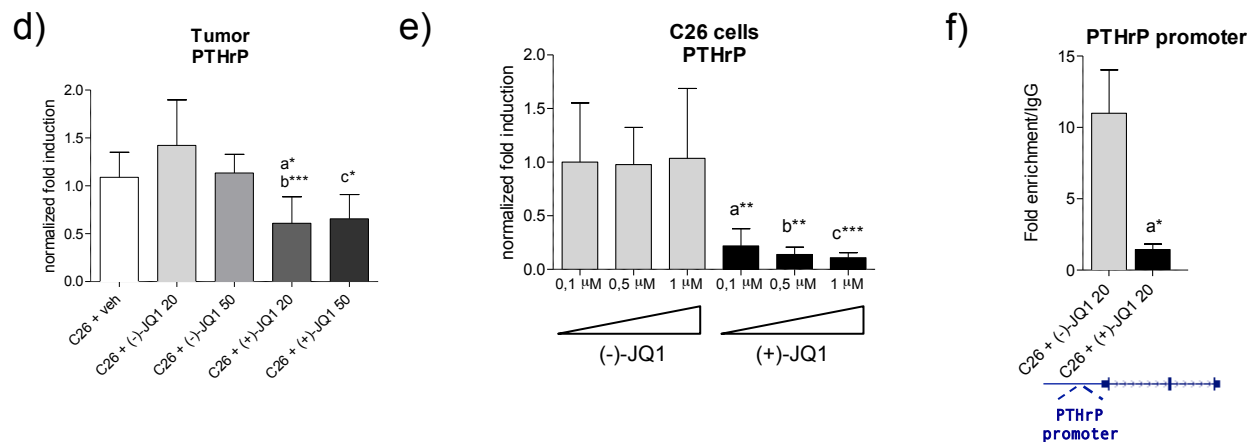 d)
Tumor
PTHrP
normalized fold induction
2.0
1.5
1.0
0.5
0.0
a*
b***
c*
C26 + veh
C26 + (-)-JQ1 20
C26 + (-)-JQ1 50
C26 + (+)-JQ1 20
C26 + (+)-JQ1 50
e)
C26 cells
PTHrP
normalized fold induction
2.0
1.5
1.0
0.5
0.0
a**
b**
c***
0,1 µM
0,5 µM
1 µM
0,1 µM
0,5 µM
1 µM
(-)-JQ1
(+)-JQ1
f)
PTHrP promoter
Fold enrichment/IgG
15
10
5
0
a*
C26 + (-)-JQ1 20
C26 + (+)-JQ1 20
PTHrP
promoter